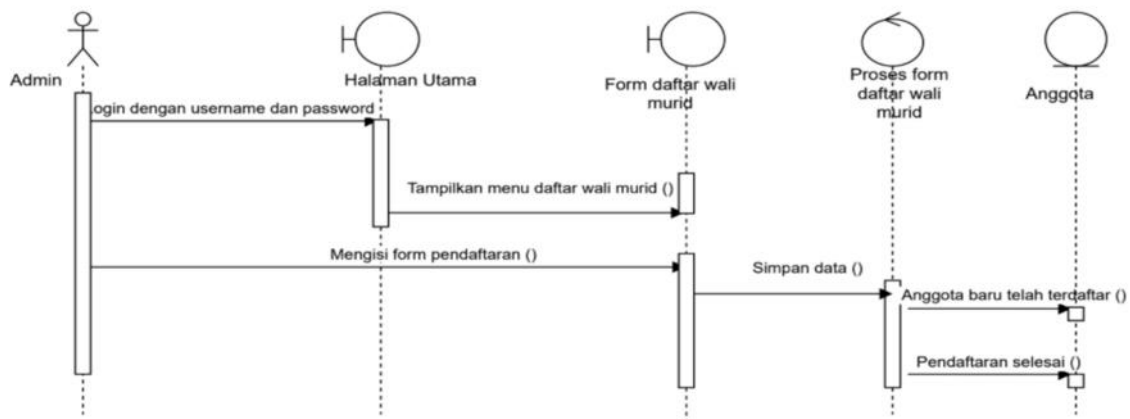 Admin
Halaman Utama
Form daftar wali
murid
Proses form
daftar wali
murid
Anggota
ogin dengan username dan password
Tampilkan menu daftar wali murid ()
Mengisi form pendaftaran ()
Simpan data ()
Anggota baru telah terdaftar ()
Pendaftaran selesai ()